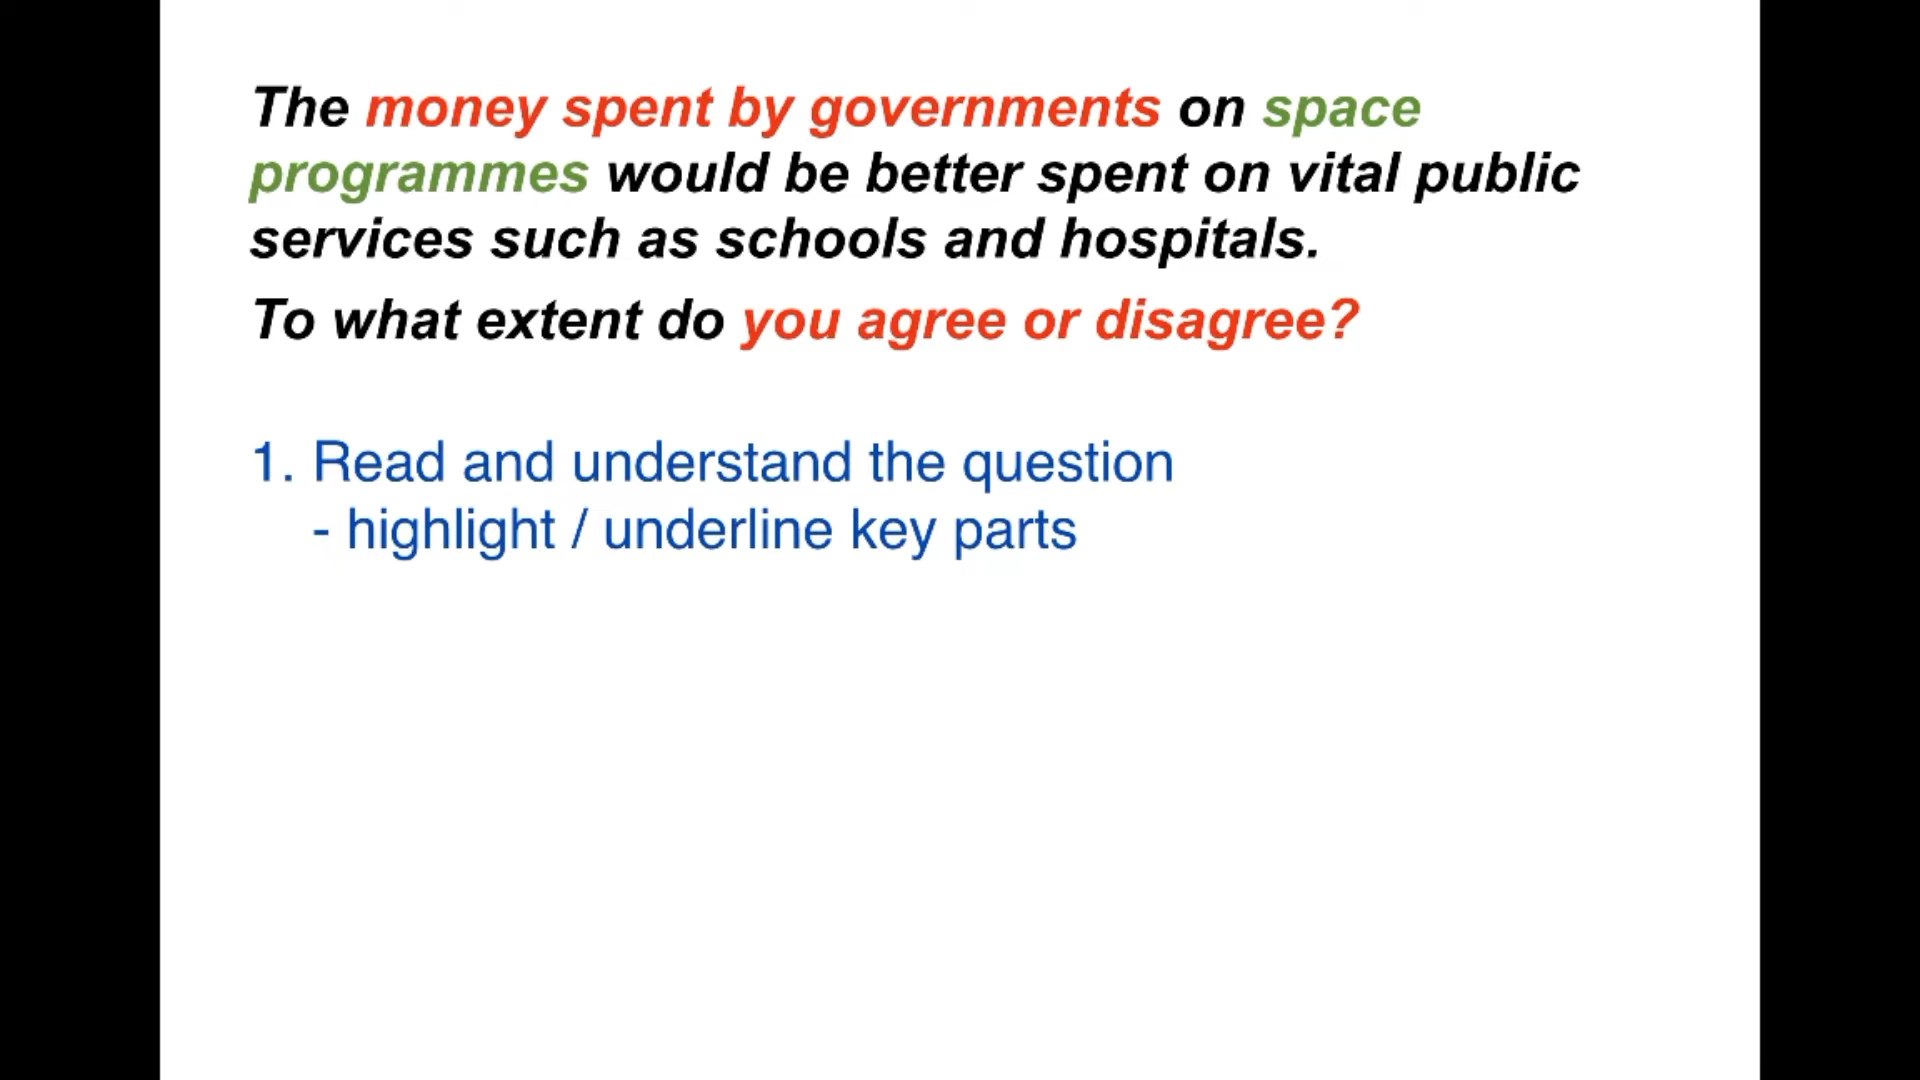 The money spent by governments on space
programmes would be better spent on vital public
services such as schools and hospitals.
To what extent do you agree or disagree?
1. Read and understand the question
- highlight / underline key parts